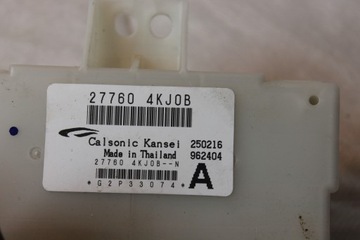 27760 4KJ0B
Calsonic Kansei 250216
Made in Thailand 962404
27760 4KJ0B--N
A
*G2P33074*